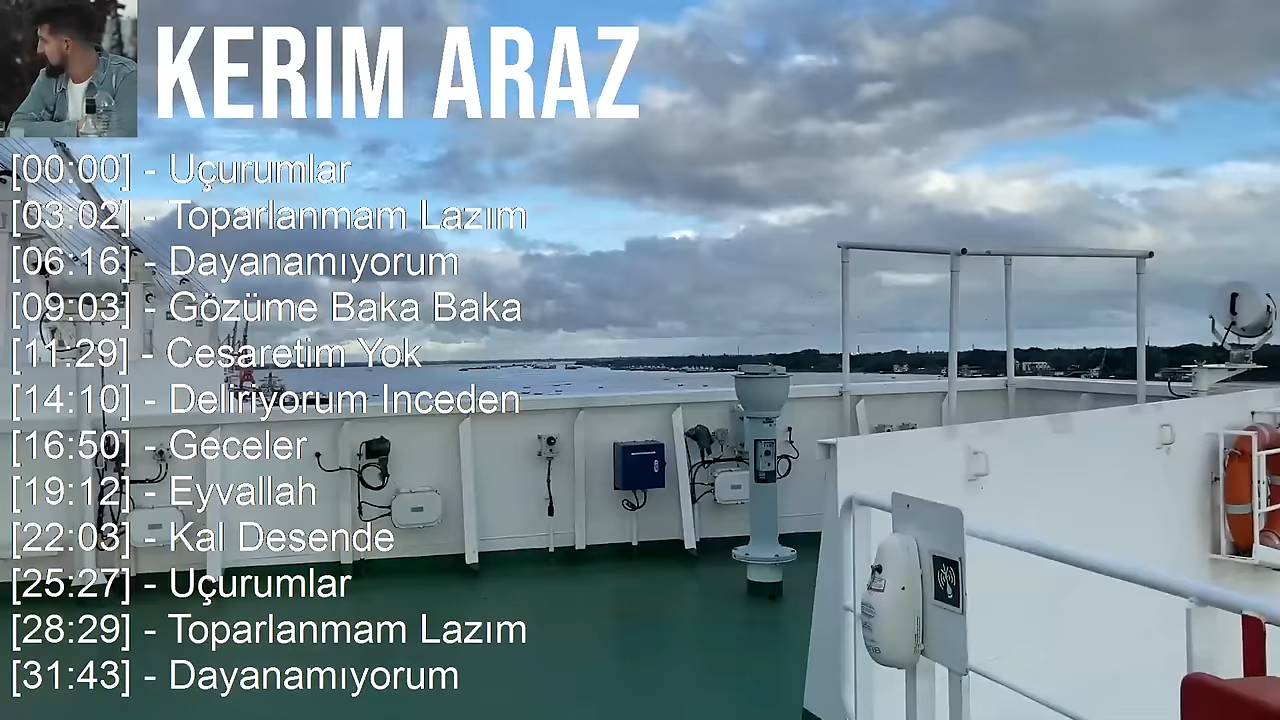 KERIM ARAZ
[00:00] - Uçurumlar
[03:02] - Toparlanmam Lazım
[06.16] - Dayanamıyorum
[09:03] - Gözüme Baka Baka
[11:29] - Cesaretim Yok
[14:10] - Deliriyorum Inceden
[16:50] - Geceler
[19:12] - Eyvallah
[22:03] - Kal Desende
[25:27] - Uçurumlar
[28:29] - Toparlanmam Lazım
[31:43] - Dayanamıyorum